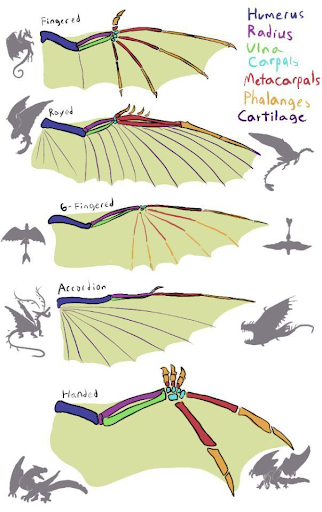 Fingered
Humerus
Radius
Ulna
Carpals
Metacarpals
Phalanges
Cartilage
Rayed
6-Fingered
Accordion
Handed